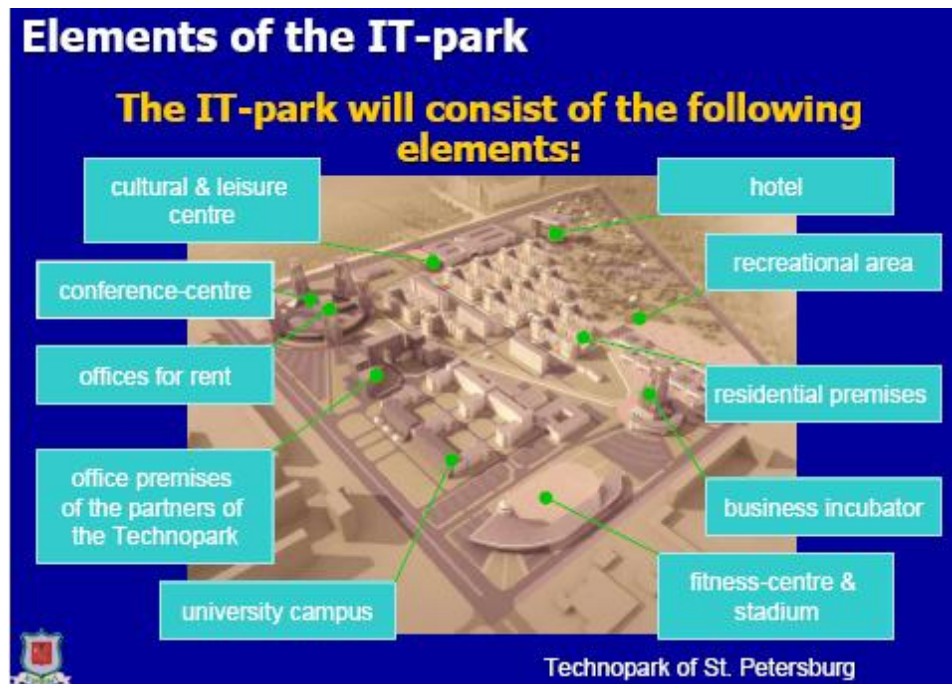 Elements of the IT-park
The IT-park will consist of the following
elements:
cultural & leisure
centre
hotel
conference-centre
recreational area
offices for rent
residential premises
office premises
of the partners of
the Technopark
business incubator
university campus
fitness-centre &
stadium
Technopark of St. Petersburg